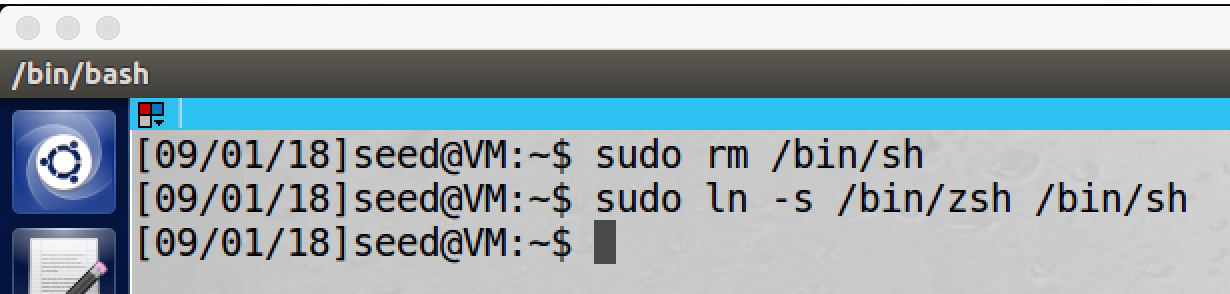 /bin/bash
[09/01/18]seed@VM:~$ sudo rm /bin/sh
[09/01/18]seed@VM:~$ sudo ln -s /bin/zsh /bin/sh
[09/01/18]seed@VM:~$